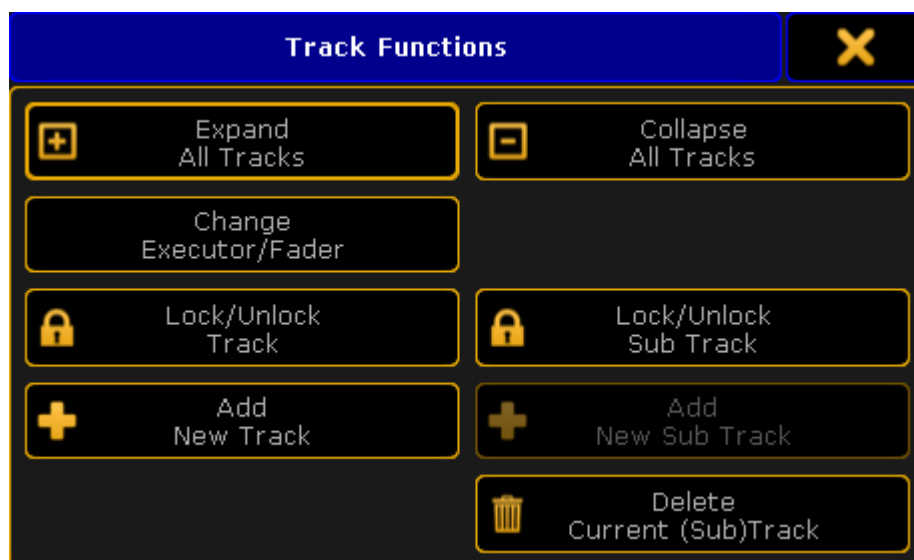 Track Functions
Expand
All Tracks
Collapse
All Tracks
Change
Executor/Fader
Lock/Unlock
Track
Lock/Unlock
Sub Track
Add
New Track
Add
New Sub Track
Delete
Current (Sub)Track